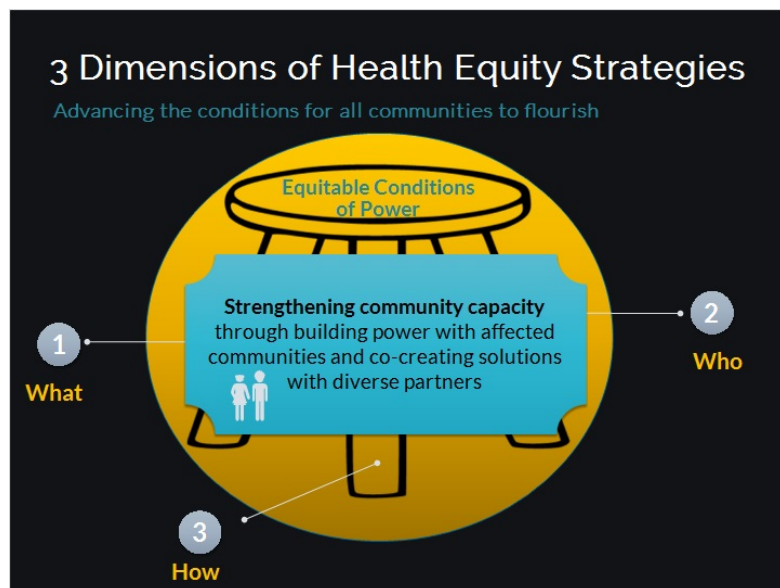 3 Dimensions of Health Equity Strategies
Advancing the conditions for all communities to flourish
Equitable Conditions
of Power
Strengthening community capacity
through building power with affected
communities and co-creating solutions
with diverse partners
1
What
2
Who
3
How